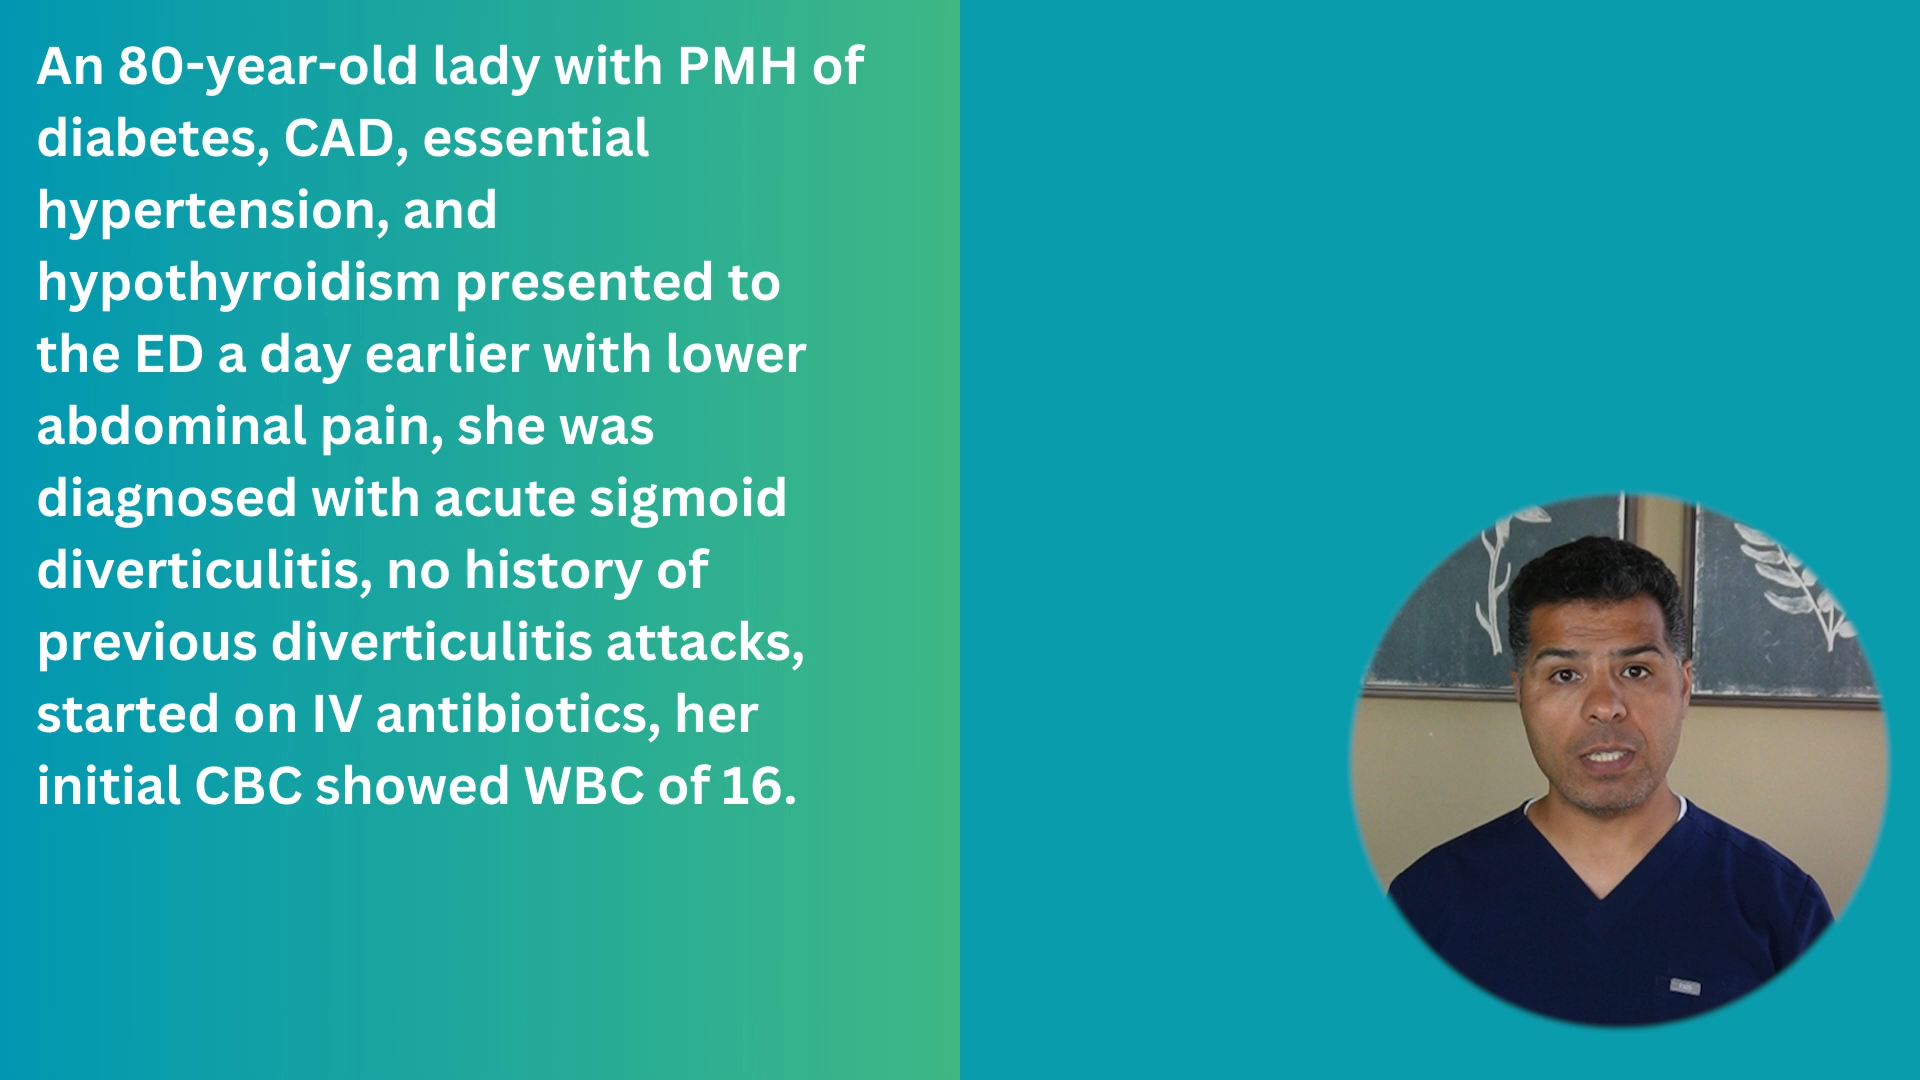 An 80-year-old lady with PMH of
diabetes, CAD, essential
hypertension, and
hypothyroidism presented to
the ED a day earlier with lower
abdominal pain, she was
diagnosed with acute sigmoid
diverticulitis, no history of
previous diverticulitis attacks,
started on IV antibiotics, her
initial CBC showed WBC of 16.